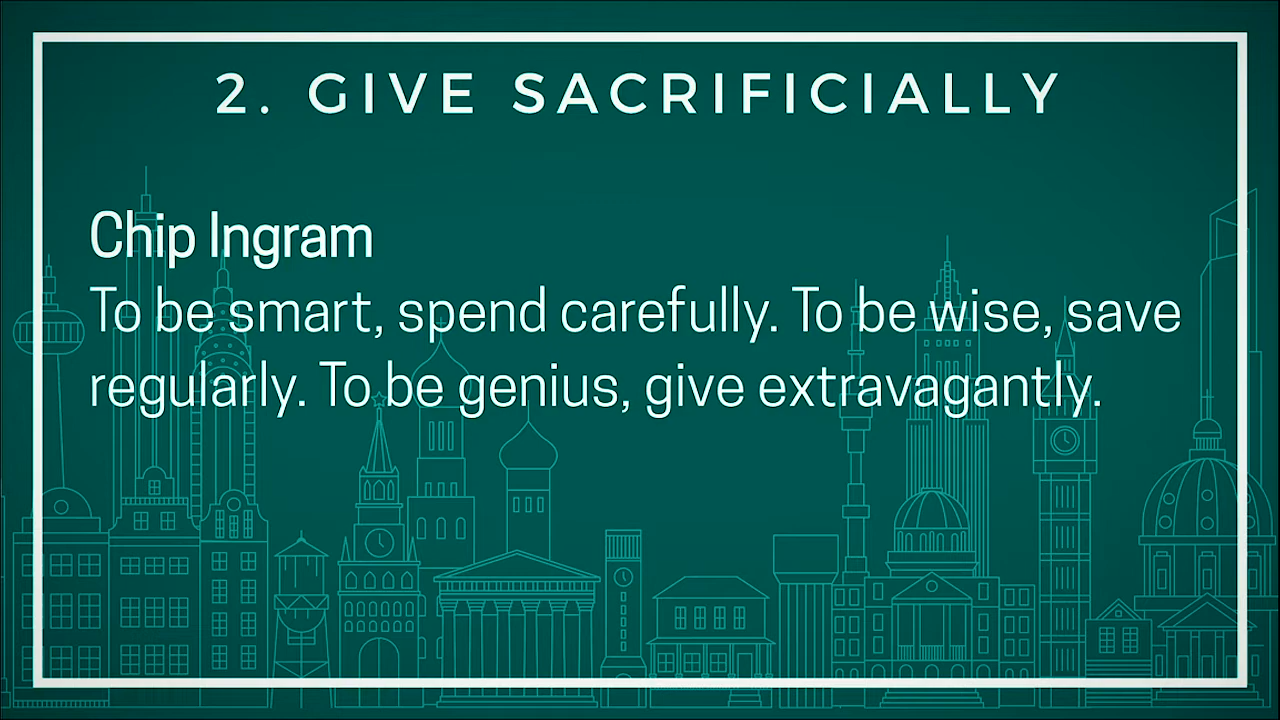 2. GIVE SACRIFICIALLY
Chip Ingram
To be smart, spend carefully. To be wise, save
regularly. To be genius, give extravagantly.